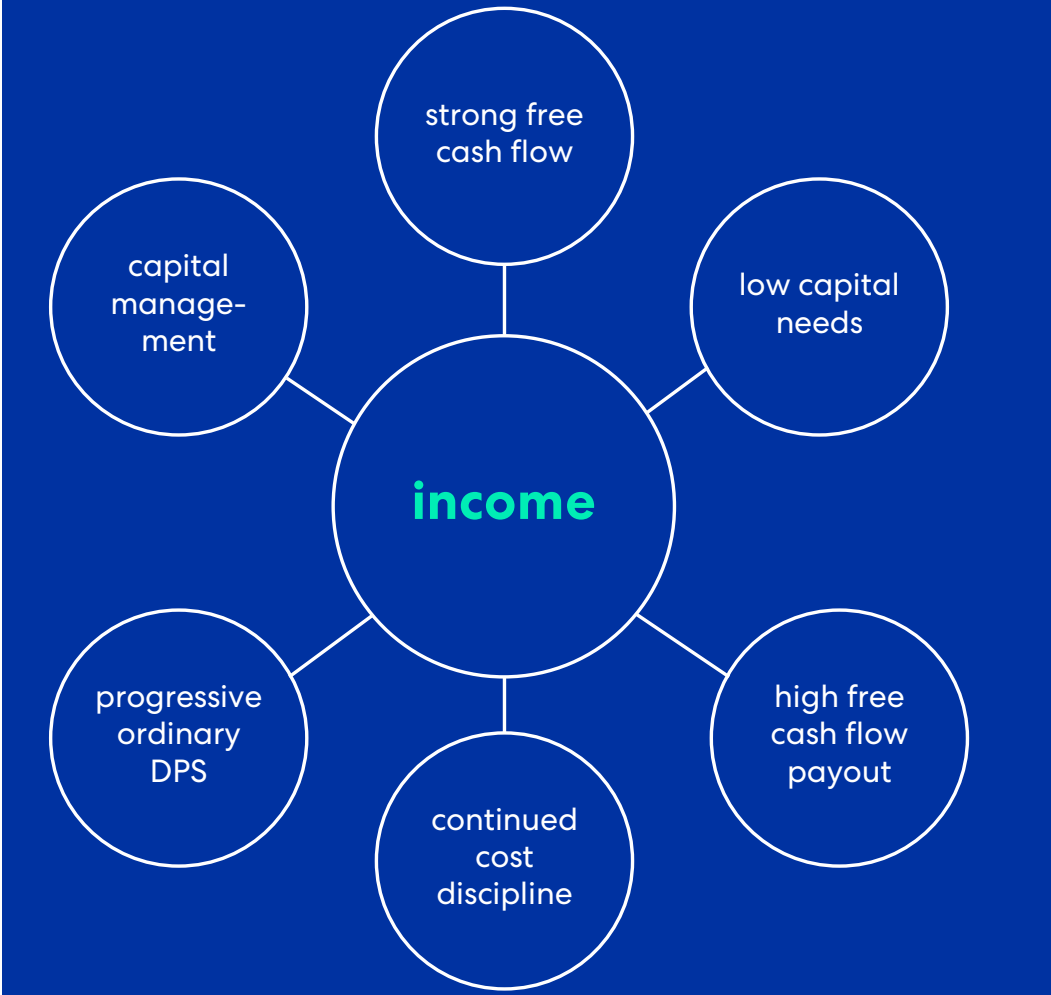 strong free
cash flow
capital
manage-
ment
low capital
needs
income
progressive
ordinary
DPS
high free
cash flow
payout
continued
cost
discipline